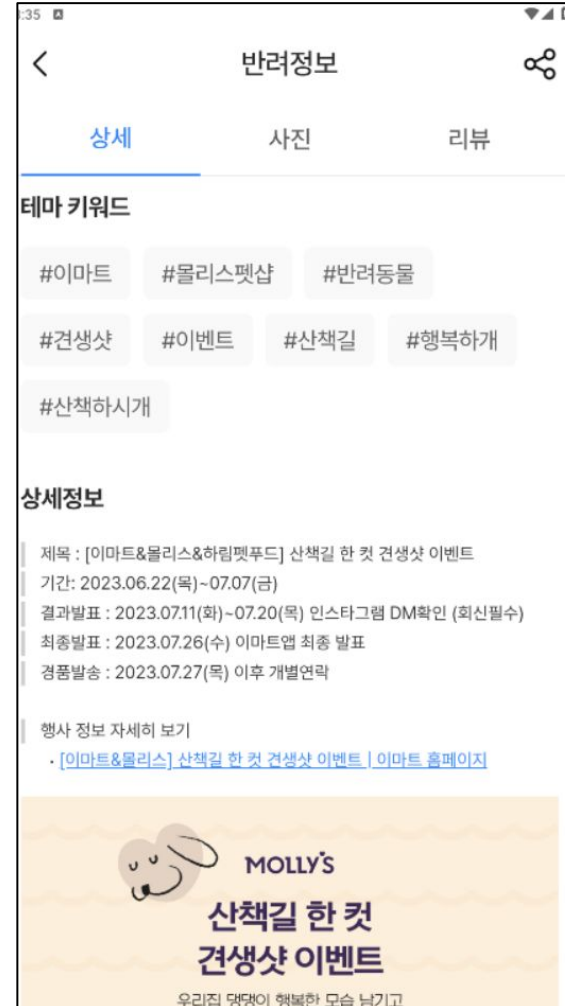 :35
반려정보
상세 사진 리뷰
테마 키워드
#이마트 #몰리스펫샵 #반려동물
#견생샷 #이벤트 #산책길 #행복하개
#산책하시개
상세정보
제목 : [이마트&몰리스&하림펫푸드] 산책길 한 컷 견생샷 이벤트
기간: 2023.06.22(목)~07.07(금)
결과발표 : 2023.07.11(화)~07.20(목) 인스타그램 DM확인 (회신필수)
최종발표 : 2023.07.26(수) 이마트앱 최종 발표
경품발송 : 2023.07.27(목) 이후 개별연락
행사 정보 자세히 보기
· [이마트&몰리스] 산책길 한 컷 견생샷 이벤트 | 이마트 홈페이지
MOLLY'S
산책길 한 컷
견생샷 이벤트
우리집 댕댕이 행복한 모습 남기고